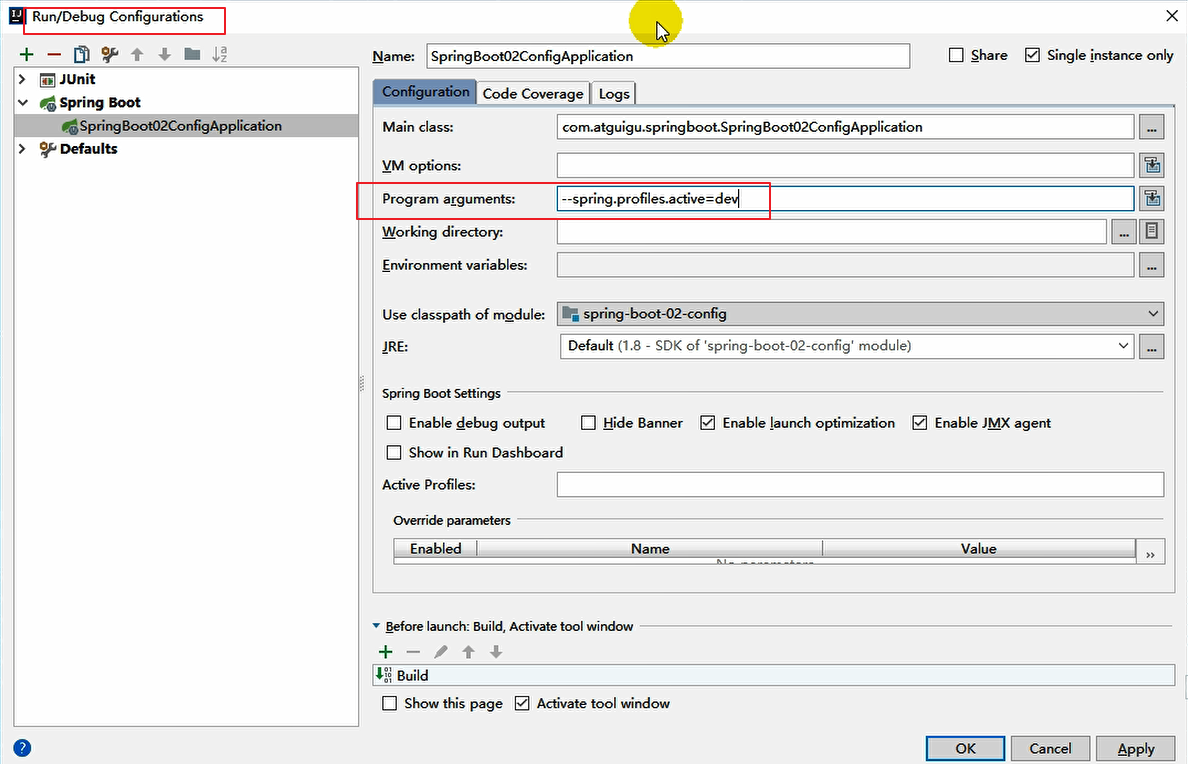 Run/Debug Configurations
Name: SpringBoot02ConfigApplication Share Single instance only
JUnit
Spring Boot
SpringBoot02ConfigApplication
Defaults
Configuration Code Coverage Logs
Main class: com.atguigu.springboot.SpringBoot02ConfigApplication ...
VM options:
Program arguments: --spring.profiles.active=dev
Working directory: ...
Environment variables: ...
Use classpath of module: spring-boot-02-config
JRE: Default (1.8 - SDK of 'spring-boot-02-config' module) ...
Spring Boot Settings
Enable debug output Hide Banner Enable launch optimization Enable JMX agent
Show in Run Dashboard
Active Profiles:
Override parameters
Enabled Name Value
No parameters
Before launch: Build, Activate tool window
Build
Show this page Activate tool window
OK Cancel Apply